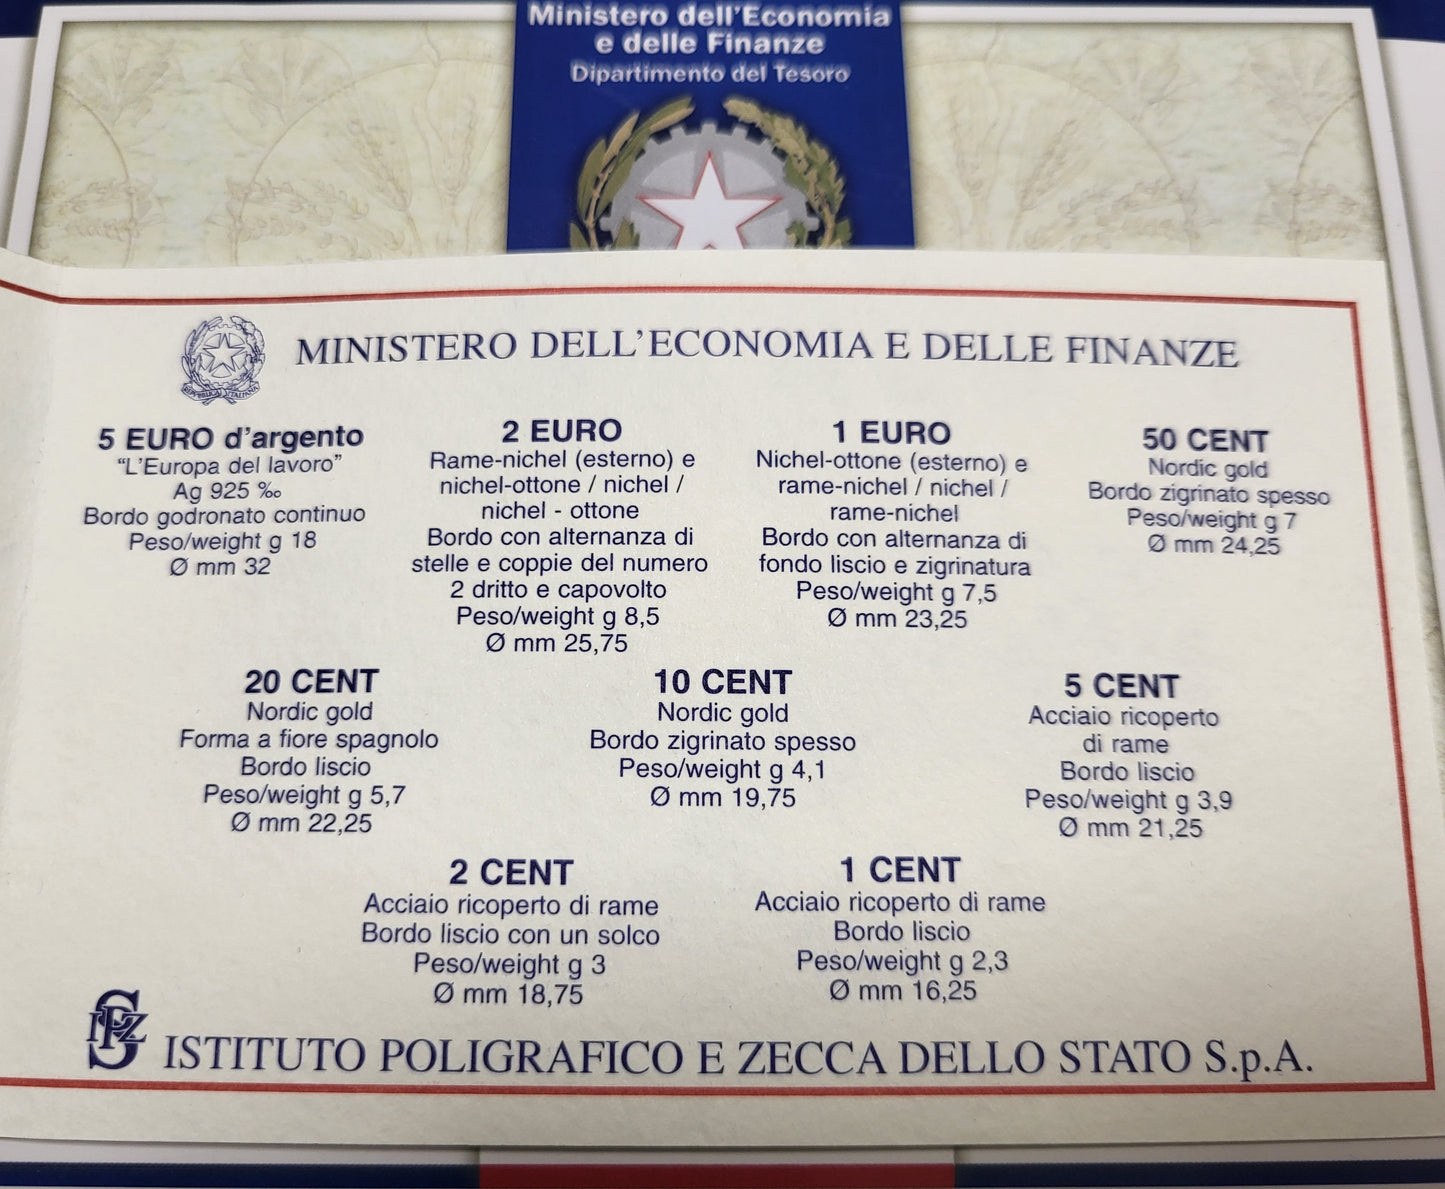 Ministero dell'Economia
e delle Finanze
Dipartimento del Tesoro
REPVBBLICA ITALIANA
MINISTERO DELL'ECONOMIA E DELLE FINANZE
5 EURO d'argento
“L'Europa del lavoro”
Ag 925 ‰
Bordo godronato continuo
Peso/weight g 18
Ø mm 32
2 EURO
Rame-nichel (esterno) e
nichel-ottone / nichel /
nichel - ottone
Bordo con alternanza di
stelle e coppie del numero
2 dritto e capovolto
Peso/weight g 8,5
Ø mm 25,75
1 EURO
Nichel-ottone (esterno) e
rame-nichel / nichel /
rame-nichel
Bordo con alternanza di
fondo liscio e zigrinatura
Peso/weight g 7,5
Ø mm 23,25
50 CENT
Nordic gold
Bordo zigrinato spesso
Peso/weight g 7
Ø mm 24,25
20 CENT
Nordic gold
Forma a fiore spagnolo
Bordo liscio
Peso/weight g 5,7
Ø mm 22,25
10 CENT
Nordic gold
Bordo zigrinato spesso
Peso/weight g 4,1
Ø mm 19,75
5 CENT
Acciaio ricoperto
di rame
Bordo liscio
Peso/weight g 3,9
Ø mm 21,25
2 CENT
Acciaio ricoperto di rame
Bordo liscio con un solco
Peso/weight g 3
Ø mm 18,75
1 CENT
Acciaio ricoperto di rame
Bordo liscio
Peso/weight g 2,3
Ø mm 16,25
IPZS
ISTITUTO POLIGRAFICO E ZECCA DELLO STATO S.p.A.